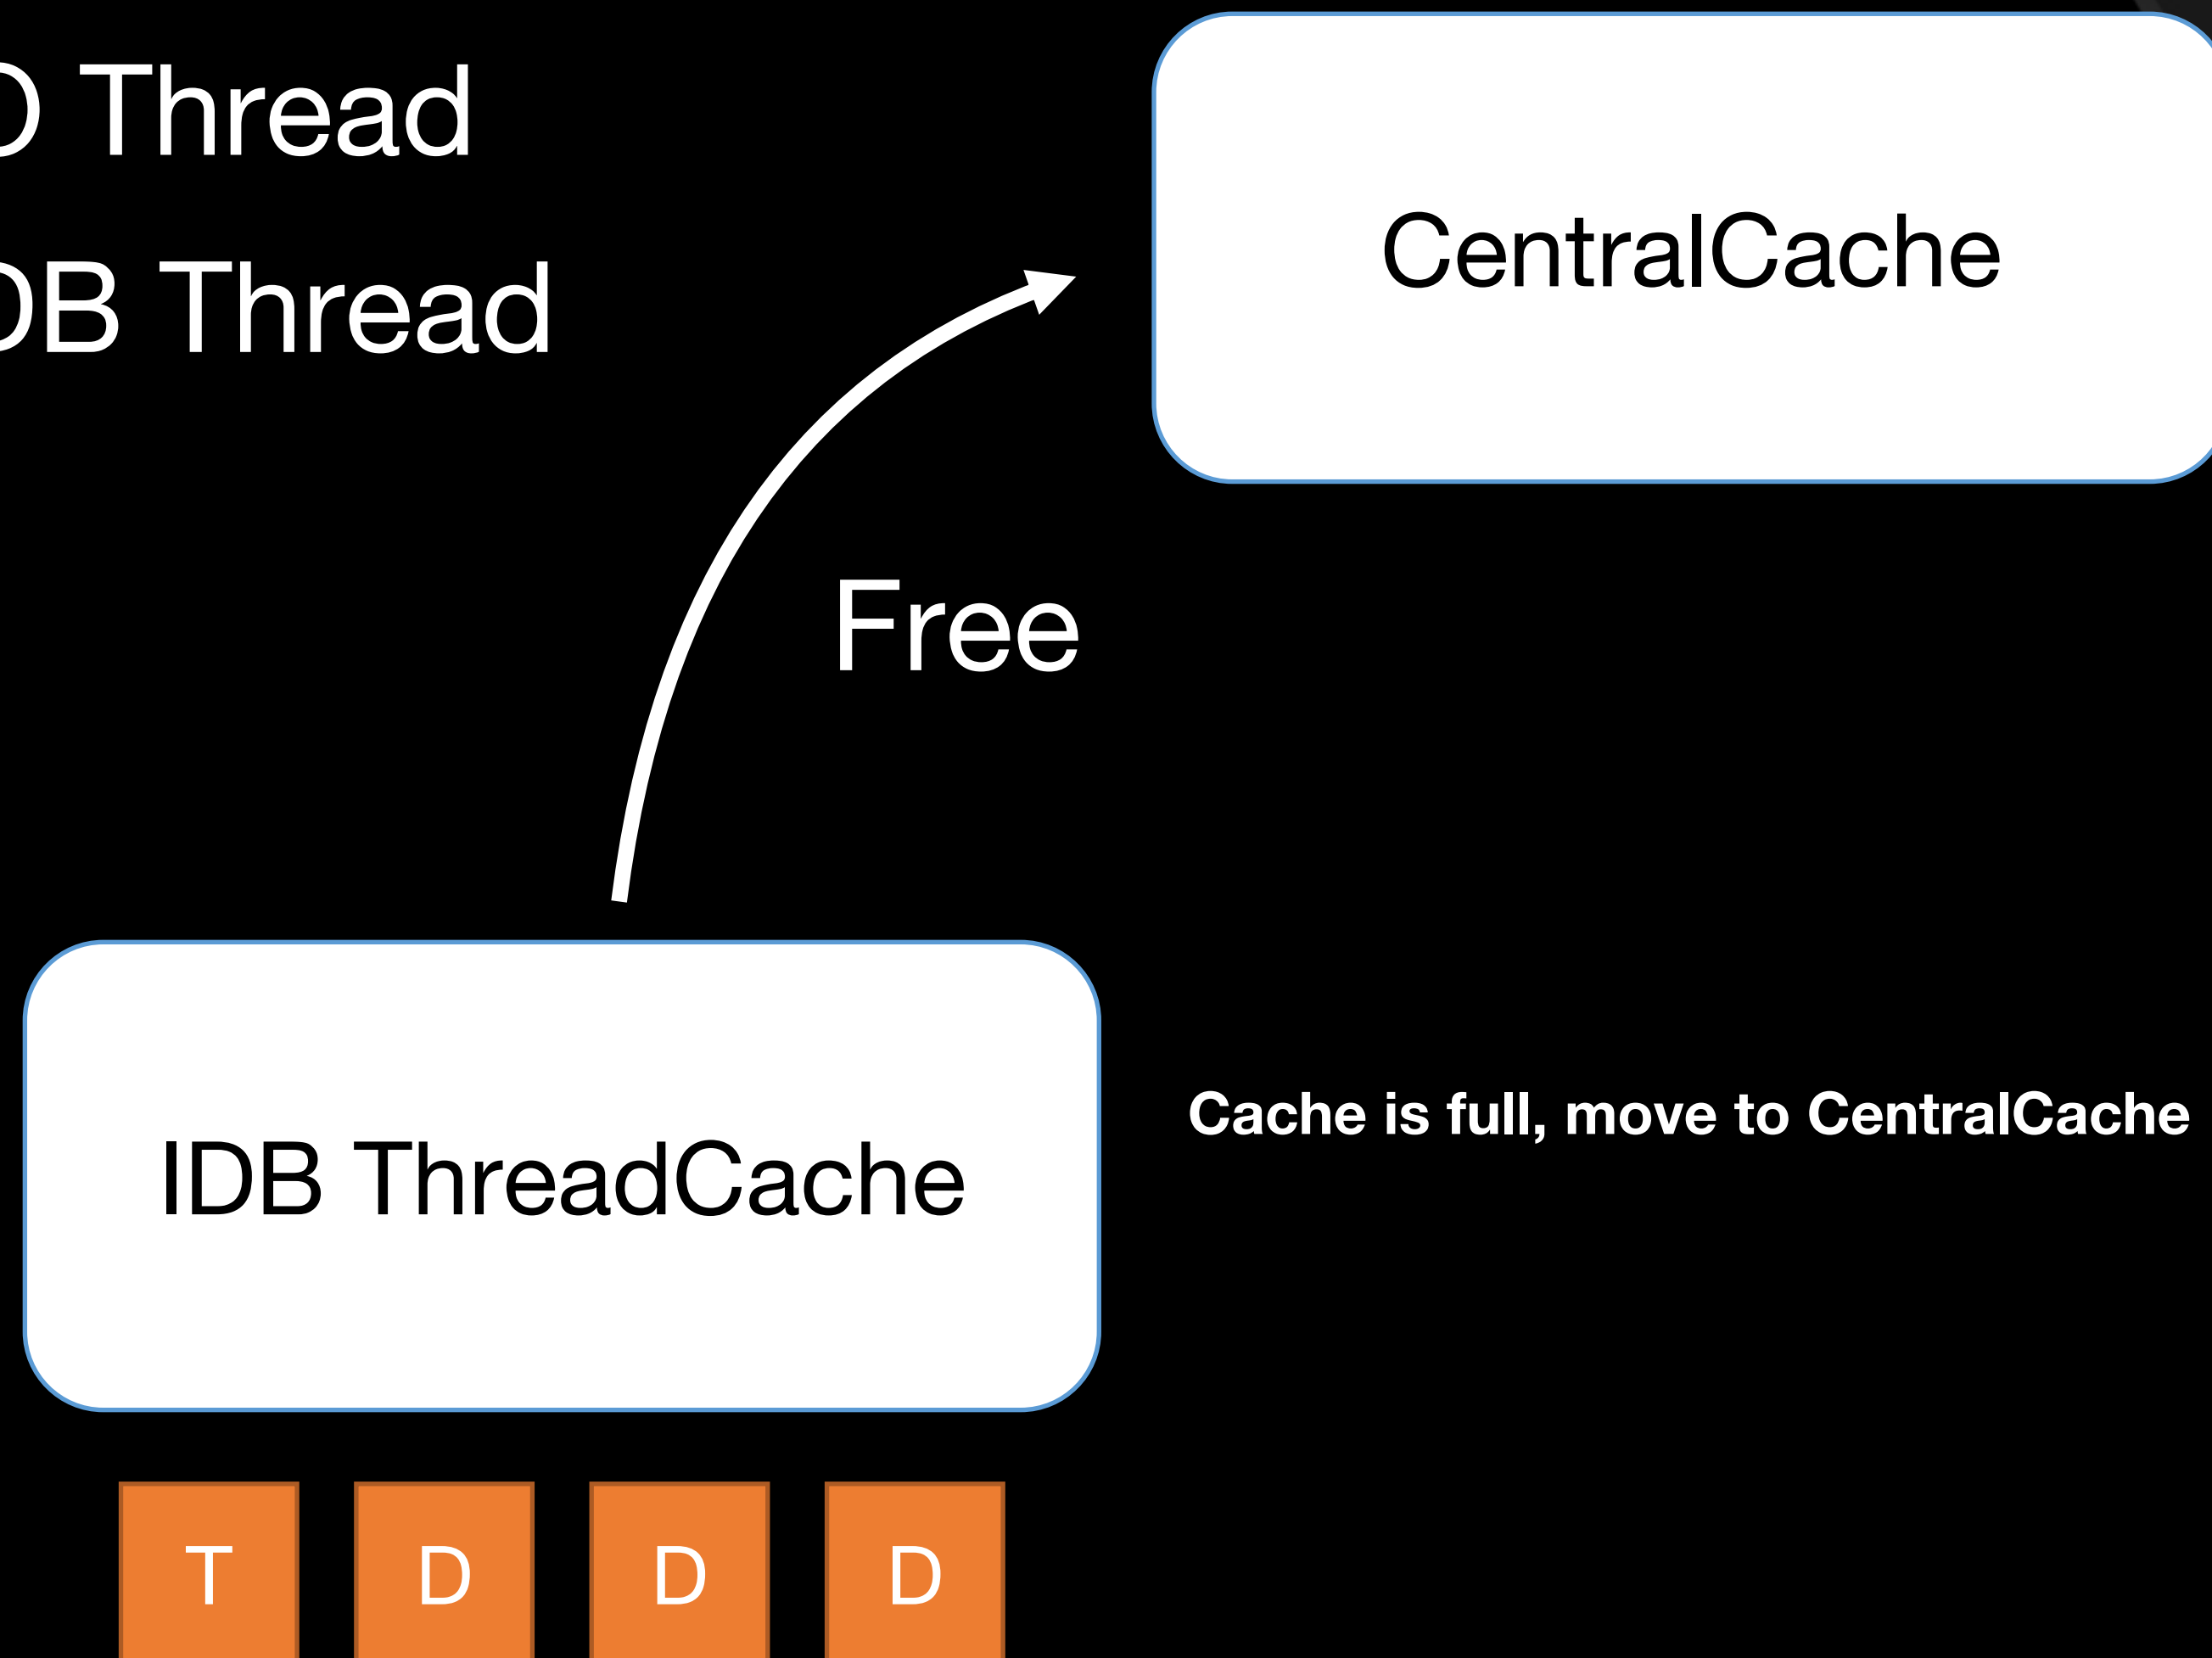 Thread
Thread
CentralCache
Free
Cache is full, move to CentralCache
IDB ThreadCache
T D D D